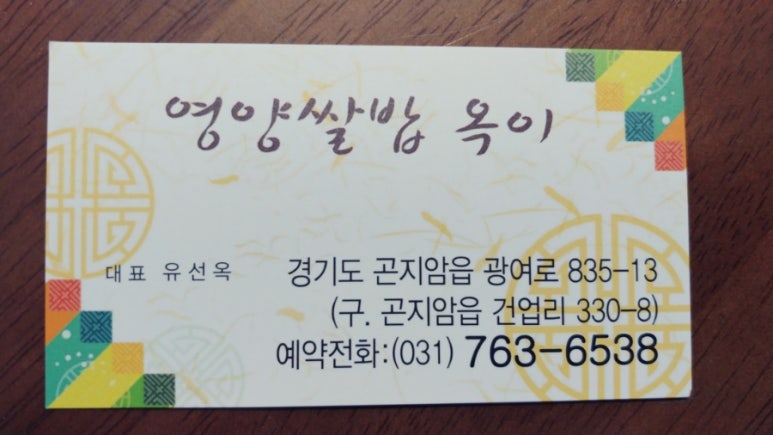 영양쌀밥 옥이
대표 유선옥
경기도 곤지암읍 광여로 835-13
(구. 곤지암읍 건업리 330-8)
예약전화:(031) 763-6538